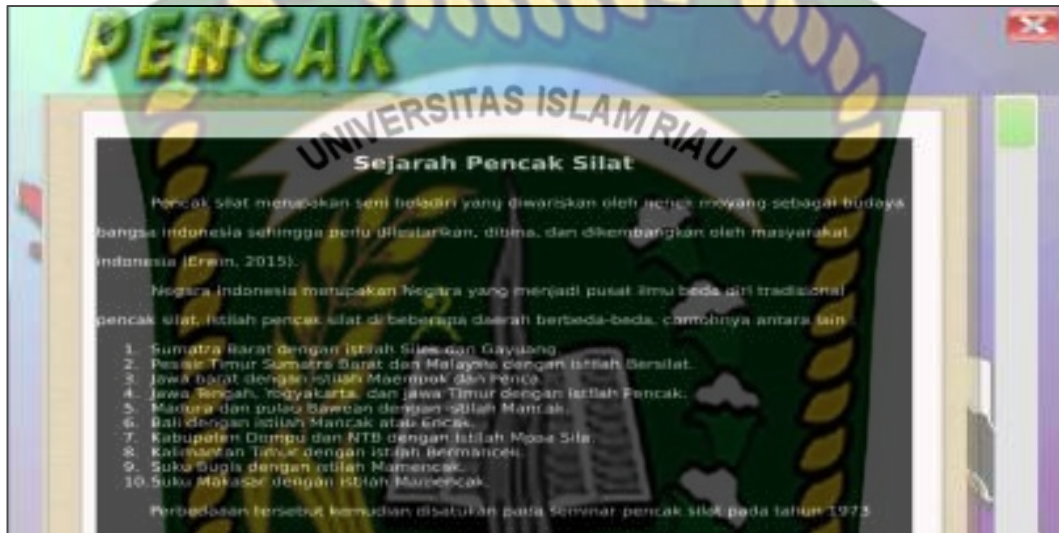 PENCAK
UNIVERSITAS ISLAM RIAU
Sejarah Pencak Silat
Pencak silat merupakan seni beladiri yang diwariskan oleh nenek moyang sebagai budaya
bangsa indonesia sehingga perlu dilestarikan, dibina, dan dikembangkan oleh masyarakat
indonesia (Erwin, 2015).
Negara Indonesia merupakan Negara yang menjadi pusat ilmu beda diri tradisional
pencak silat, istilah pencak silat di beberapa daerah berbeda-beda, contohnya antara lain
1. Sumatra Barat dengan istilah Silek dan Gayuang.
2. Pesisir Timur Sumatra Barat dan Malaysia dengan istilah Bersilat.
3. Jawa barat dengan istilah Maempok dan Penca.
4. Jawa Tengah, Yogyakarta, dan jawa Timur dengan istilah Pencak.
5. Madura dan pulau Bawean dengan istilah Mancak.
6. Bali dengan istilah Mancak atau Encak.
7. Kabupaten Dompu dan NTB dengan istilah Mpaa Sila.
8. Kalimantan Timur dengan istilah Bermancek.
9. Suku Bugis dengan istilah Mamencak.
10. Suku Makasar dengan istilah Mamencak
Perbedaaan tersebut kemudian disatukan pada seminar pencak silat pada tahun 1973